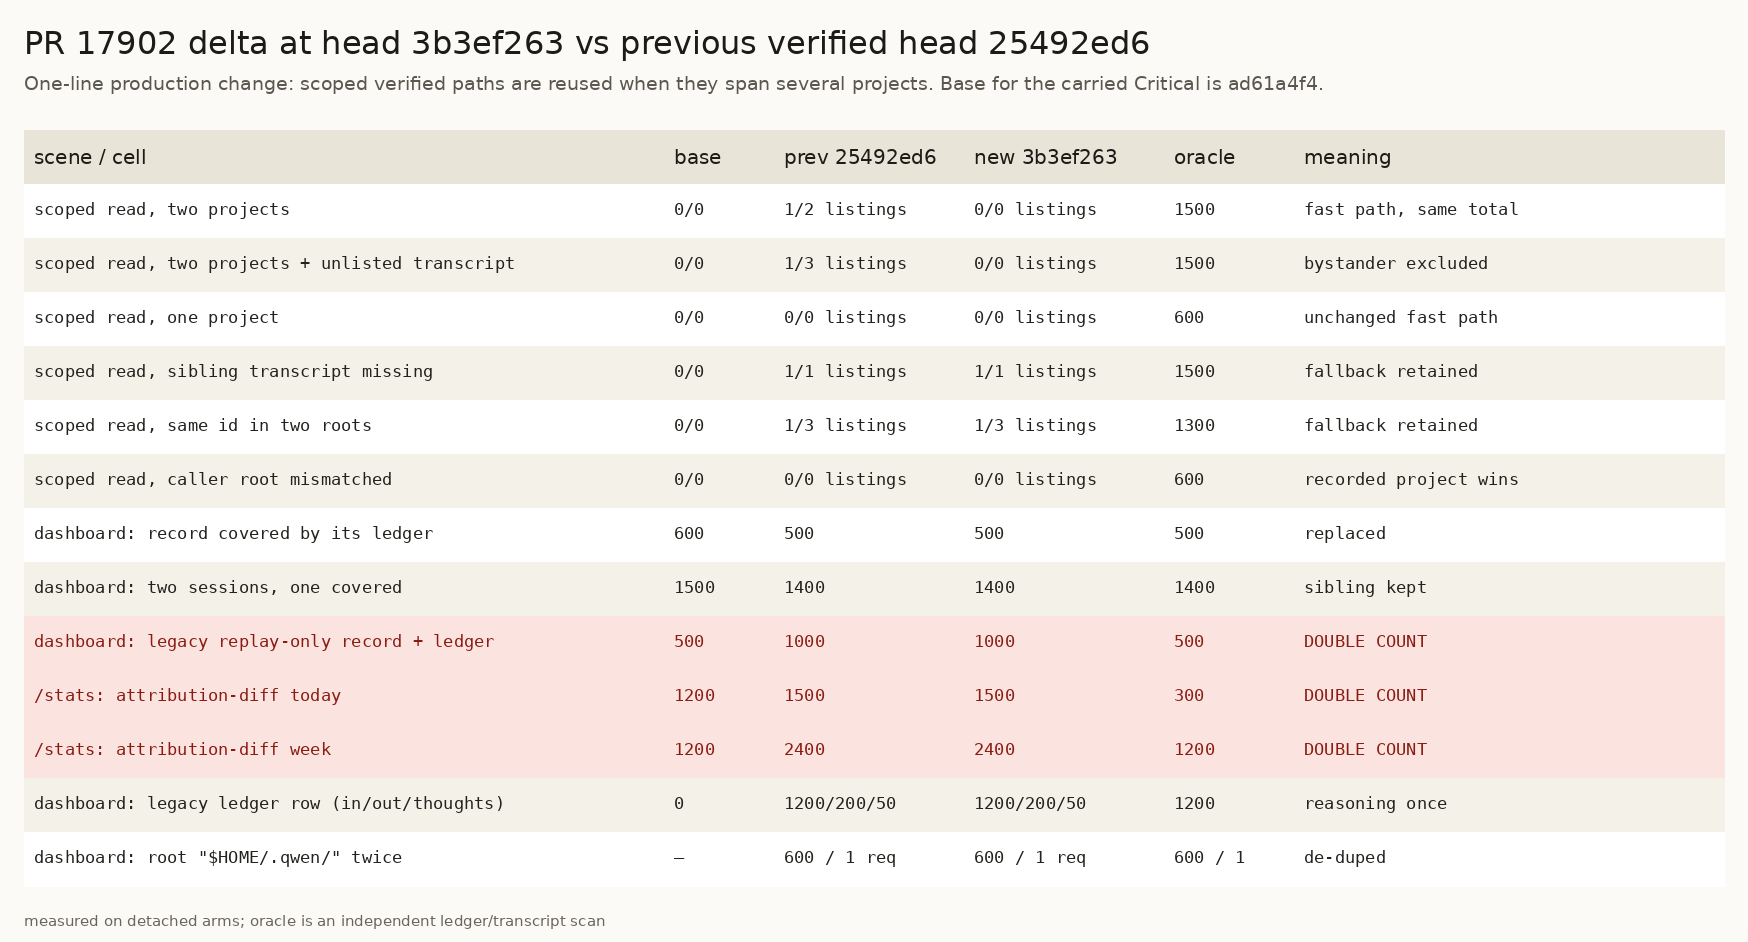 PR 17902 delta at head 3b3ef263 vs previous verified head 25492ed6
One-line production change: scoped verified paths are reused when they span several projects. Base for the carried Critical is ad61a4f4.
scene / cell base prev 25492ed6 new 3b3ef263 oracle meaning
scoped read, two projects 0/0 1/2 listings 0/0 listings 1500 fast path, same total
scoped read, two projects + unlisted transcript 0/0 1/3 listings 0/0 listings 1500 bystander excluded
scoped read, one project 0/0 0/0 listings 0/0 listings 600 unchanged fast path
scoped read, sibling transcript missing 0/0 1/1 listings 1/1 listings 1500 fallback retained
scoped read, same id in two roots 0/0 1/3 listings 1/3 listings 1300 fallback retained
scoped read, caller root mismatched 0/0 0/0 listings 0/0 listings 600 recorded project wins
dashboard: record covered by its ledger 600 500 500 500 replaced
dashboard: two sessions, one covered 1500 1400 1400 1400 sibling kept
dashboard: legacy replay-only record + ledger 500 1000 1000 500 DOUBLE COUNT
/stats: attribution-diff today 1200 1500 1500 300 DOUBLE COUNT
/stats: attribution-diff week 1200 2400 2400 1200 DOUBLE COUNT
dashboard: legacy ledger row (in/out/thoughts) 0 1200/200/50 1200/200/50 1200 reasoning once
dashboard: root "$HOME/.qwen/" twice — 600 / 1 req 600 / 1 req 600 / 1 de-duped
measured on detached arms; oracle is an independent ledger/transcript scan